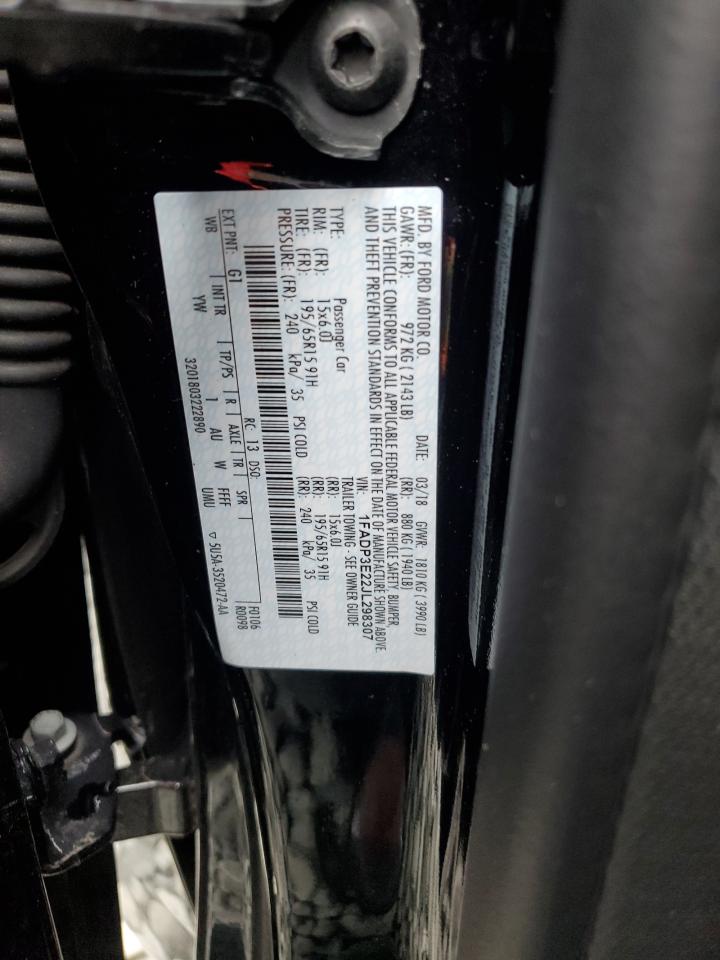 MFD. BY FORD MOTOR CO. DATE: 03/18 GVWR: 1810 KG ( 3990 LB)
GAWR: (FR): 972 KG ( 2143 LB) (RR): 880 KG ( 1940 LB)
THIS VEHICLE CONFORMS TO ALL APPLICABLE FEDERAL MOTOR VEHICLE SAFETY, BUMPER,
AND THEFT PREVENTION STANDARDS IN EFFECT ON THE DATE OF MANUFACTURE SHOWN ABOVE.
VIN: 1FADP3E22JL298307
TYPE: Passenger Car TRAILER TOWING - SEE OWNER GUIDE
RIM: (FR): 15x6.0J (RR): 15x6.0J
TIRE: (FR): 195/65R15 91H (RR): 195/65R15 91H
PRESSURE: (FR): 240 kPa/ 35 PSI COLD (RR): 240 kPa/ 35 PSI COLD
RC: 13 DSO: F0106
EXT PNT: G1 R0098
INT TR TP/PS R AXLE TR SPR
WB YW 1 AU W FFFF UMU ▽ 5U5A-3520472-AA
3201803222890